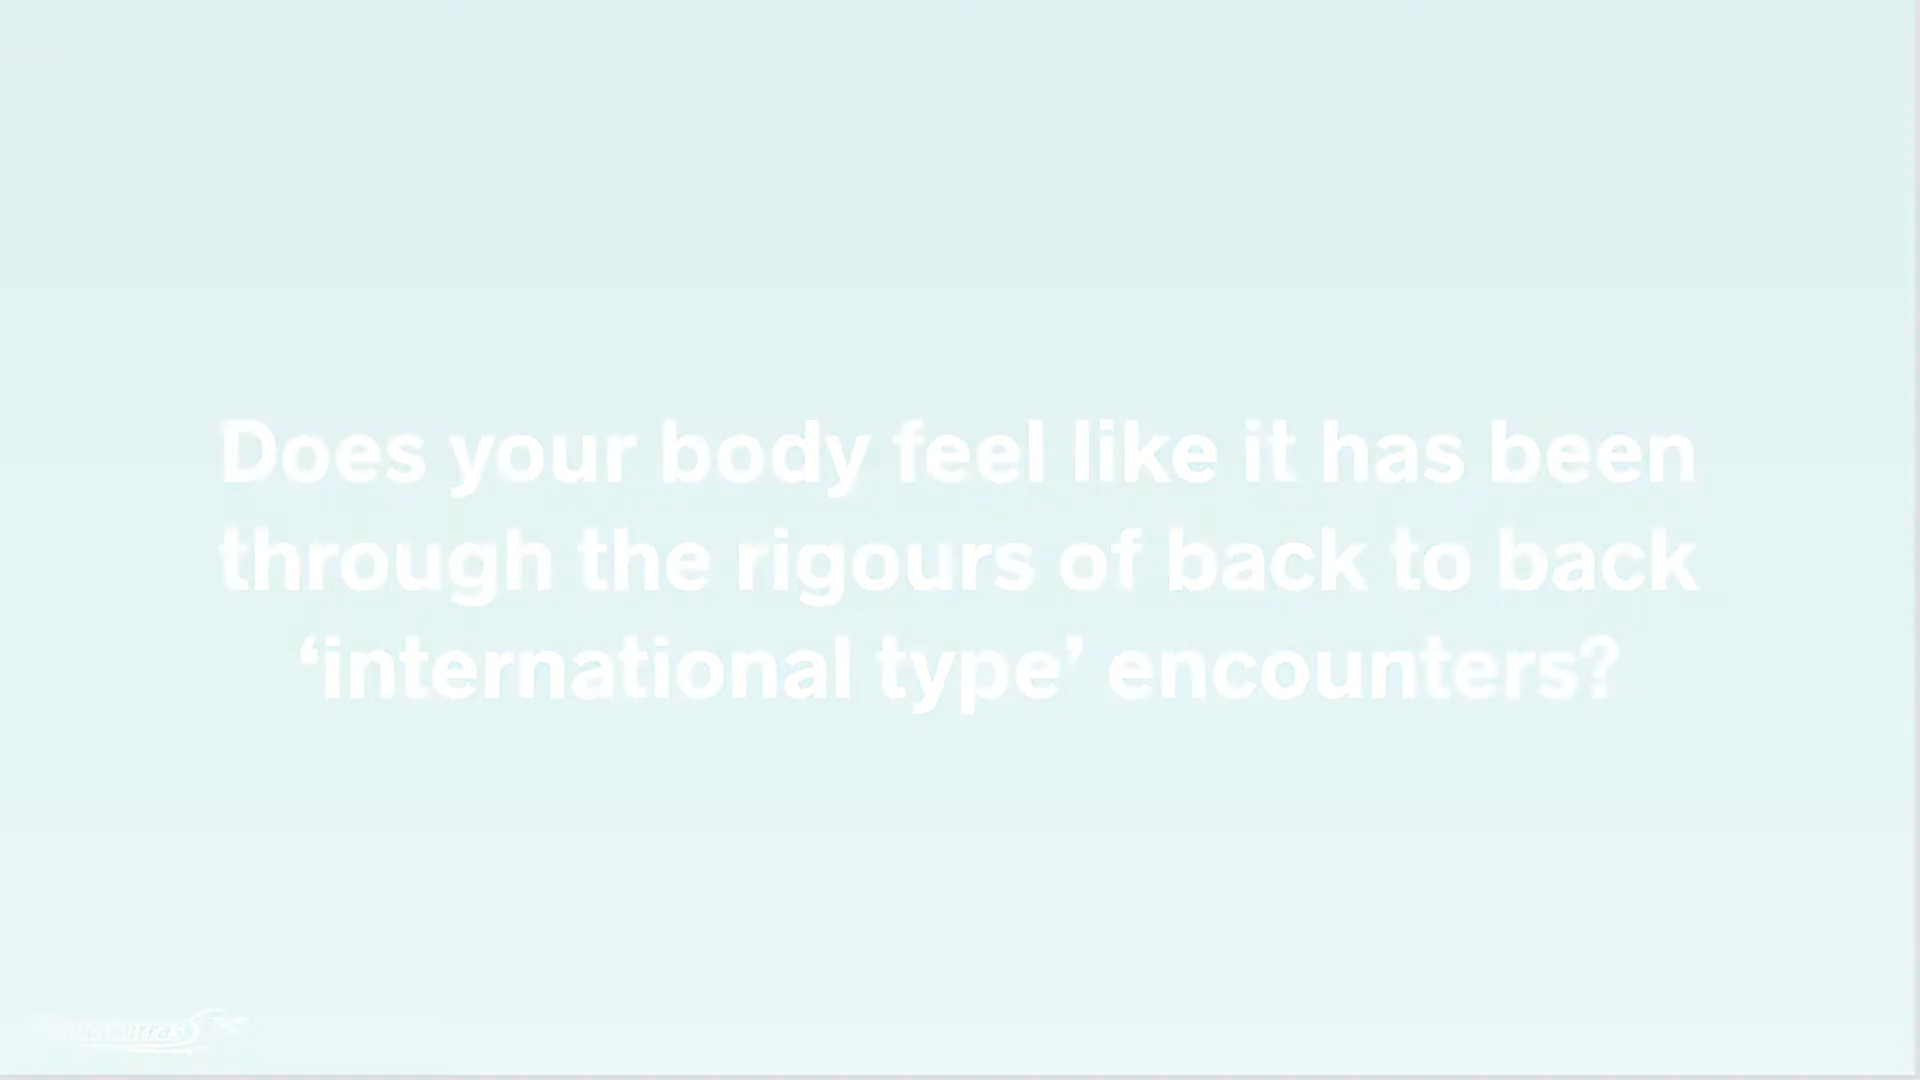 Does your body feel like it has been
through the rigours of back to back
‘international type’ encounters?